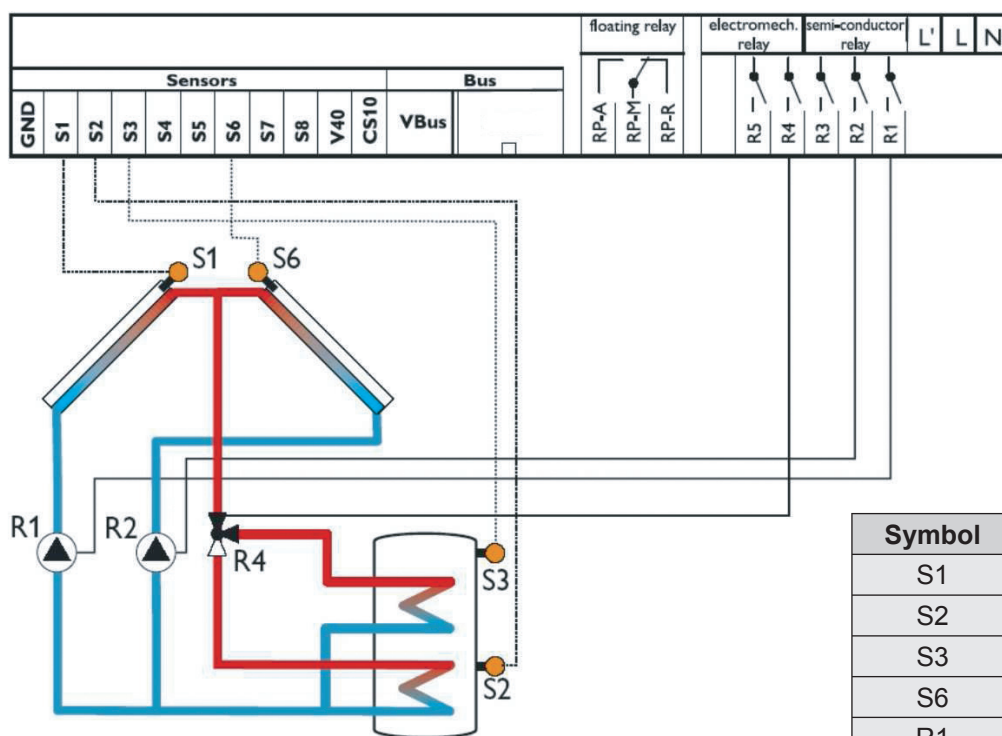 floating relay
electromech. relay
semi-conductor relay
L' L N
Sensors
Bus
GND S1 S2 S3 S4 S5 S6 S7 S8 V40 CS10 VBus
RP-A RP-M RP-R
R5 R4 R3 R2 R1
S1 S6
R1 R2 R4
S3
S2
Symbol
S1
S2
S3
S6
R1